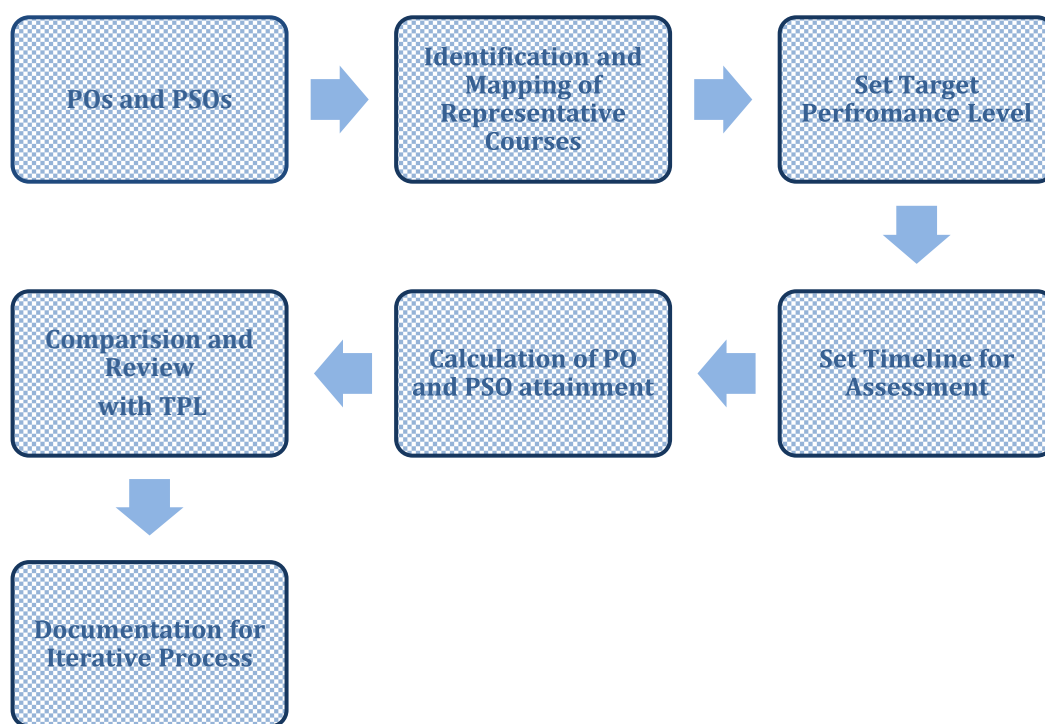 POs and PSOs
Identification and
Mapping of
Representative
Courses
Set Target
Perfromance Level
Set Timeline for
Assessment
Calculation of PO
and PSO attainment
Comparision and
Review
with TPL
Documentation for
Iterative Process